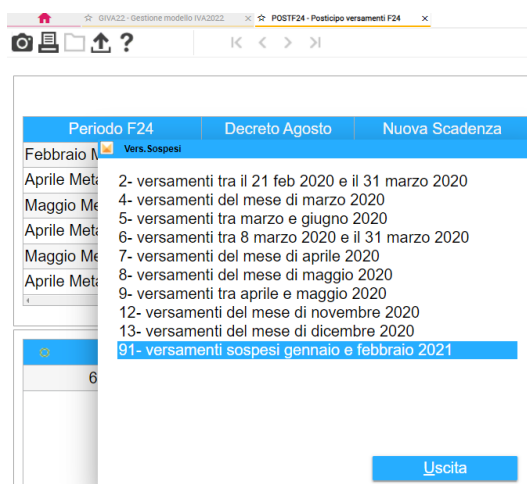 GIVA22 - Gestione modello IVA2022
POSTF24 - Posticipo versamenti F24
Periodo F24 Decreto Agosto Nuova Scadenza
Febbraio
Vers.Sospesi
Aprile
Maggio
Aprile
Maggio
Aprile
2- versamenti tra il 21 feb 2020 e il 31 marzo 2020
4- versamenti del mese di marzo 2020
5- versamenti tra marzo e giugno 2020
6- versamenti tra 8 marzo 2020 e il 31 marzo 2020
7- versamenti del mese di aprile 2020
8- versamenti del mese di maggio 2020
9- versamenti tra aprile e maggio 2020
12- versamenti del mese di novembre 2020
13- versamenti del mese di dicembre 2020
91- versamenti sospesi gennaio e febbraio 2021
6
Uscita